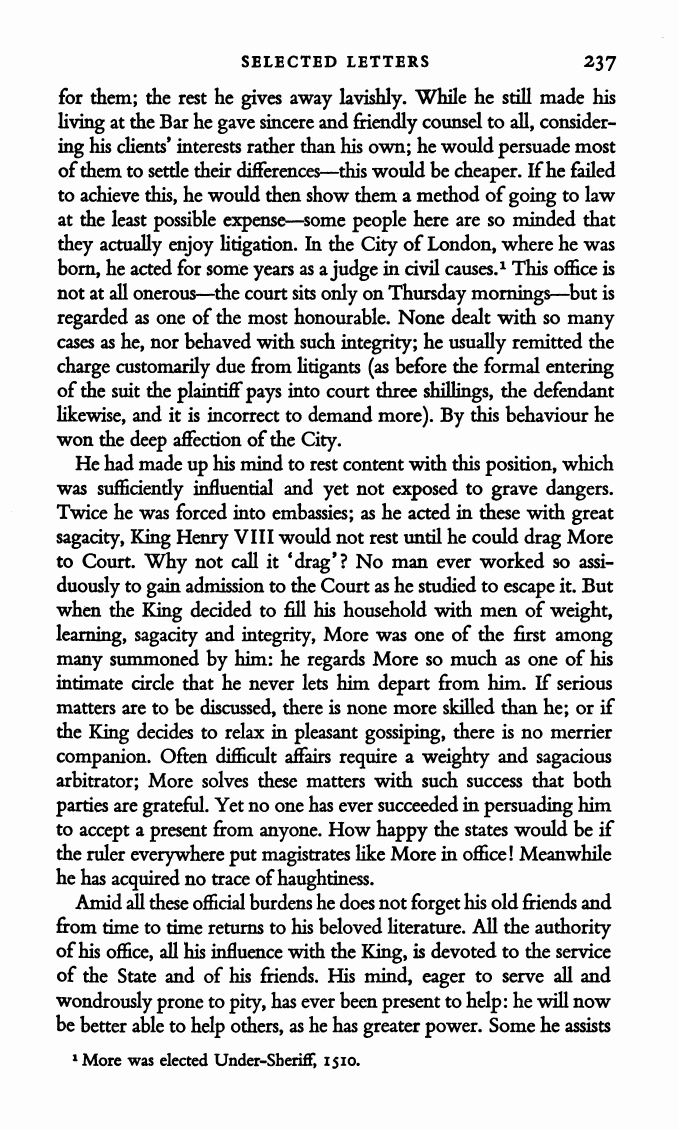 SELECTED LETTERS 237
for them; the rest he gives away lavishly. While he still made his
living at the Bar he gave sincere and friendly counsel to all, consider-
ing his clients' interests rather than his own; he would persuade most
of them to settle their differences—this would be cheaper. If he failed
to achieve this, he would then show them a method of going to law
at the least possible expense—some people here are so minded that
they actually enjoy litigation. In the City of London, where he was
born, he acted for some years as a judge in civil causes.¹ This office is
not at all onerous—the court sits only on Thursday mornings—but is
regarded as one of the most honourable. None dealt with so many
cases as he, nor behaved with such integrity; he usually remitted the
charge customarily due from litigants (as before the formal entering
of the suit the plaintiff pays into court three shillings, the defendant
likewise, and it is incorrect to demand more). By this behaviour he
won the deep affection of the City.
He had made up his mind to rest content with this position, which
was sufficiently influential and yet not exposed to grave dangers.
Twice he was forced into embassies; as he acted in these with great
sagacity, King Henry VIII would not rest until he could drag More
to Court. Why not call it 'drag'? No man ever worked so assi-
duously to gain admission to the Court as he studied to escape it. But
when the King decided to fill his household with men of weight,
learning, sagacity and integrity, More was one of the first among
many summoned by him: he regards More so much as one of his
intimate circle that he never lets him depart from him. If serious
matters are to be discussed, there is none more skilled than he; or if
the King decides to relax in pleasant gossiping, there is no merrier
companion. Often difficult affairs require a weighty and sagacious
arbitrator; More solves these matters with such success that both
parties are grateful. Yet no one has ever succeeded in persuading him
to accept a present from anyone. How happy the states would be if
the ruler everywhere put magistrates like More in office! Meanwhile
he has acquired no trace of haughtiness.
Amid all these official burdens he does not forget his old friends and
from time to time returns to his beloved literature. All the authority
of his office, all his influence with the King, is devoted to the service
of the State and of his friends. His mind, eager to serve all and
wondrously prone to pity, has ever been present to help: he will now
be better able to help others, as he has greater power. Some he assists
¹ More was elected Under-Sheriff, 1510.